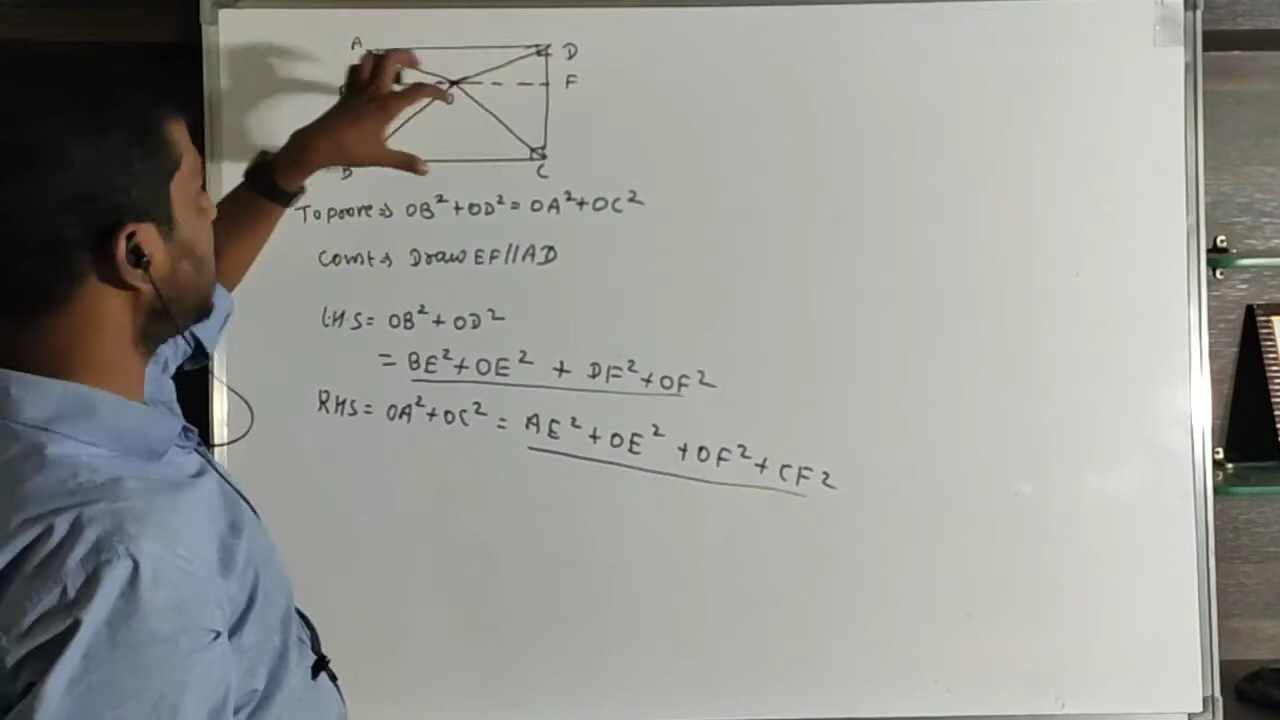 A D
F
B C
To poore⇒ OB²+OD²= OA²+OC²
Const→ Draw EF//AD
LHS= OB²+OD²
= BE²+OE² + DF²+OF²
RHS= OA²+OC² = AE²+OE² +OF²+CF²